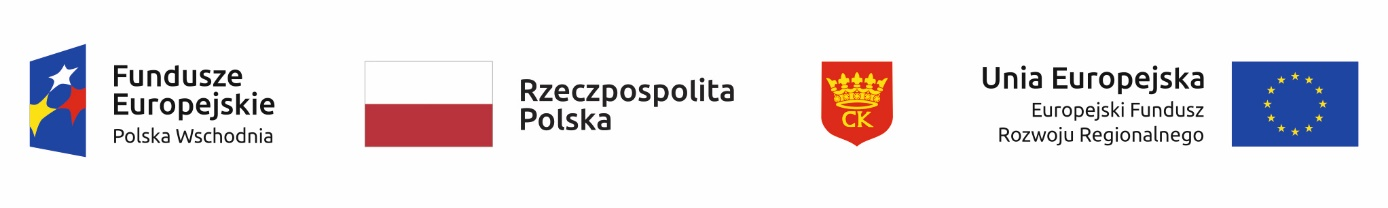 Fundusze
Europejskie
Polska Wschodnia
Rzeczpospolita
Polska
CK
Unia Europejska
Europejski Fundusz
Rozwoju Regionalnego